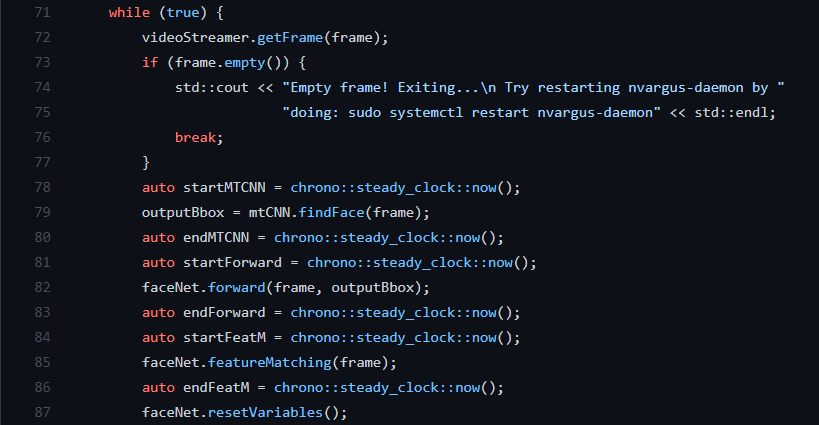 71 while (true) {
72 videoStreamer.getFrame(frame);
73 if (frame.empty()) {
74 std::cout << "Empty frame! Exiting...\n Try restarting nvargus-daemon by "
75 "doing: sudo systemctl restart nvargus-daemon" << std::endl;
76 break;
77 }
78 auto startMTCNN = chrono::steady_clock::now();
79 outputBbox = mtCNN.findFace(frame);
80 auto endMTCNN = chrono::steady_clock::now();
81 auto startForward = chrono::steady_clock::now();
82 faceNet.forward(frame, outputBbox);
83 auto endForward = chrono::steady_clock::now();
84 auto startFeatM = chrono::steady_clock::now();
85 faceNet.featureMatching(frame);
86 auto endFeatM = chrono::steady_clock::now();
87 faceNet.resetVariables();